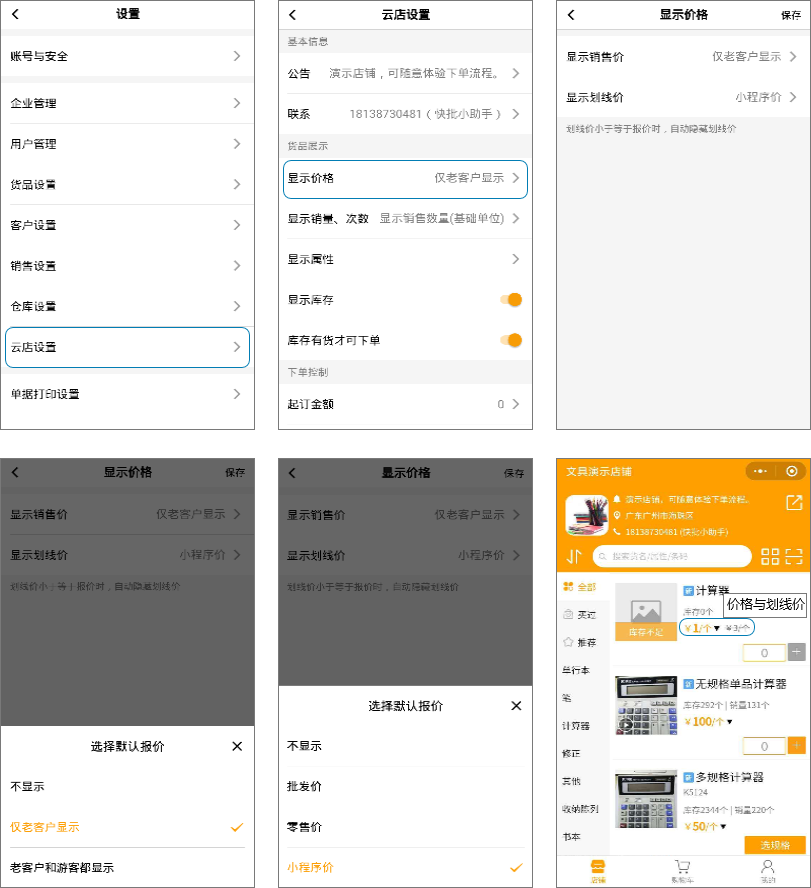 设置
账号与安全
企业管理
用户管理
货品设置
客户设置
销售设置
仓库设置
云店设置
单据打印设置
云店设置
基本信息
公告 演示店铺，可随意体验下单流程。
联系 18138730481（快批小助手）
货品展示
显示价格 仅老客户显示
显示销量、次数 显示销售数量(基础单位)
显示属性
显示库存
库存有货才可下单
下单控制
起订金额 0
显示价格 保存
显示销售价 仅老客户显示
显示划线价 小程序价
划线价小于等于报价时，自动隐藏划线价
显示价格 保存
显示销售价 仅老客户显示
显示划线价 小程序价
划线价小于等于报价时，自动隐藏划线价
选择默认报价
不显示
仅老客户显示
老客户和游客都显示
显示价格 保存
显示销售价 仅老客户显示
显示划线价 小程序价
划线价小于等于报价时，自动隐藏划线价
选择默认报价
不显示
批发价
零售价
小程序价
文具演示店铺
演示店铺，可随意体验下单流程。
广东广州市海珠区
18138730481 (快批小助手)
搜索货名/属性/条码
全部
买过
推荐
单行本
笔
计算器
修正
其他
收纳陈列
书本
库存不足
计算器
库存0个
价格与划线价
¥1/个 ¥3/个
0
无规格单品计算器
库存292个 | 销量131个
¥100/个
0
多规格计算器
K5124
库存2344个 | 销量220个
¥50/个
选规格
店铺
购物车
我的